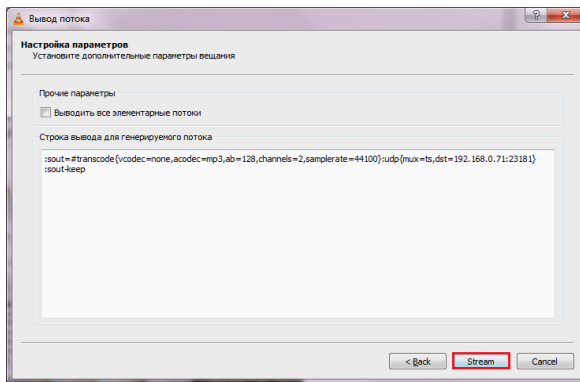 Вывод потока
Настройка параметров
Установите дополнительные параметры вещания
Прочие параметры
Выводить все элементарные потоки
Строка вывода для генерируемого потока
:sout=#transcode{vcodec=none,acodec=mp3,ab=128,channels=2,samplerate=44100}:udp{mux=ts,dst=192.168.0.71:23181}
:sout-keep
< Back Stream Cancel